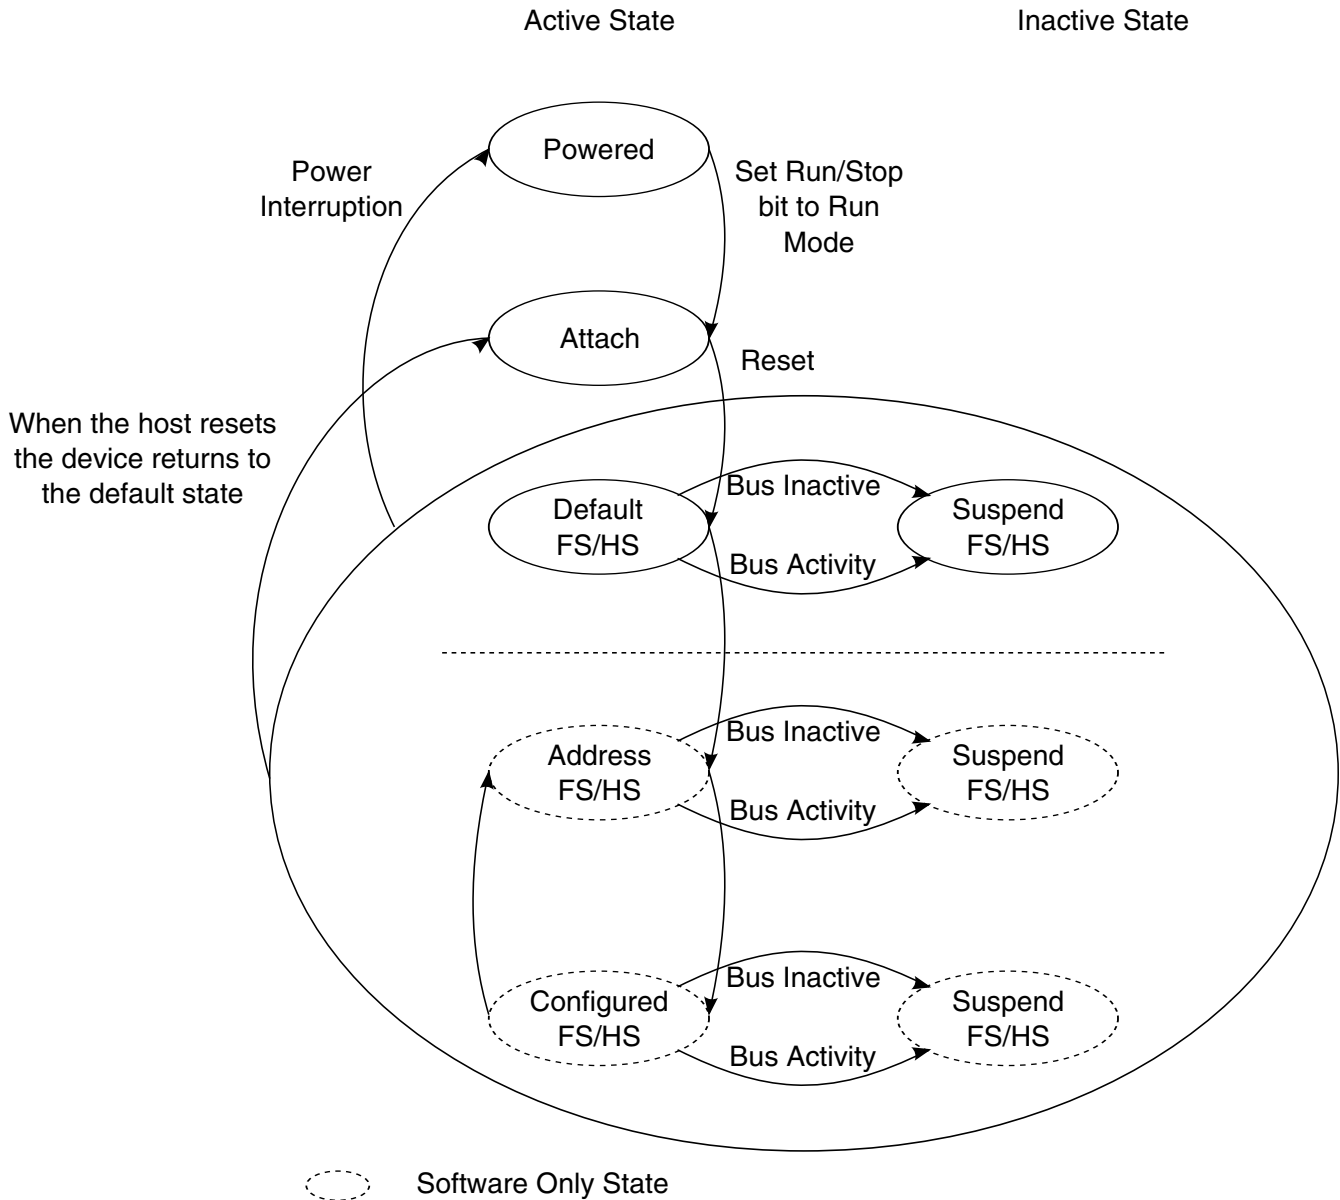 Active State
Inactive State
Powered
Power
Interruption
Set Run/Stop
bit to Run
Mode
Attach
Reset
When the host resets
the device returns to
the default state
Default
FS/HS
Bus Inactive
Bus Activity
Suspend
FS/HS
Address
FS/HS
Bus Inactive
Bus Activity
Suspend
FS/HS
Configured
FS/HS
Bus Inactive
Bus Activity
Suspend
FS/HS
Software Only State